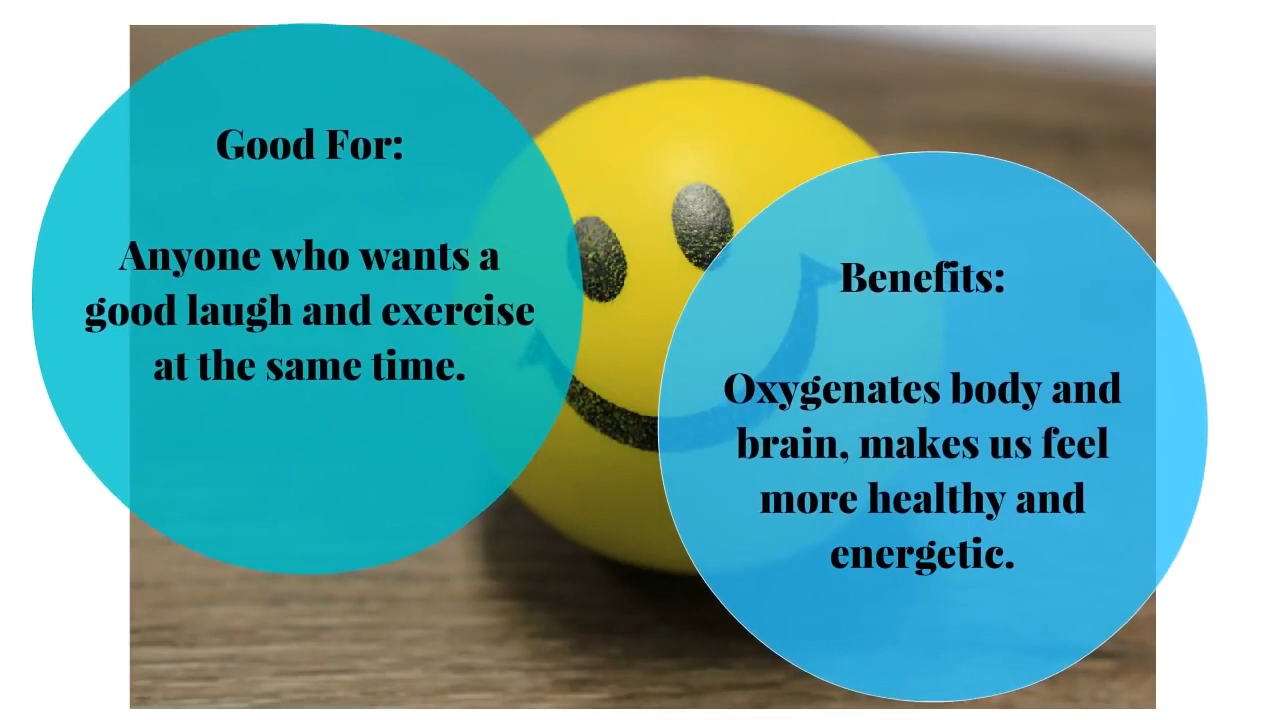 Good For:
Anyone who wants a
good laugh and exercise
at the same time.
Benefits:
Oxygenates body and
brain, makes us feel
more healthy and
energetic.